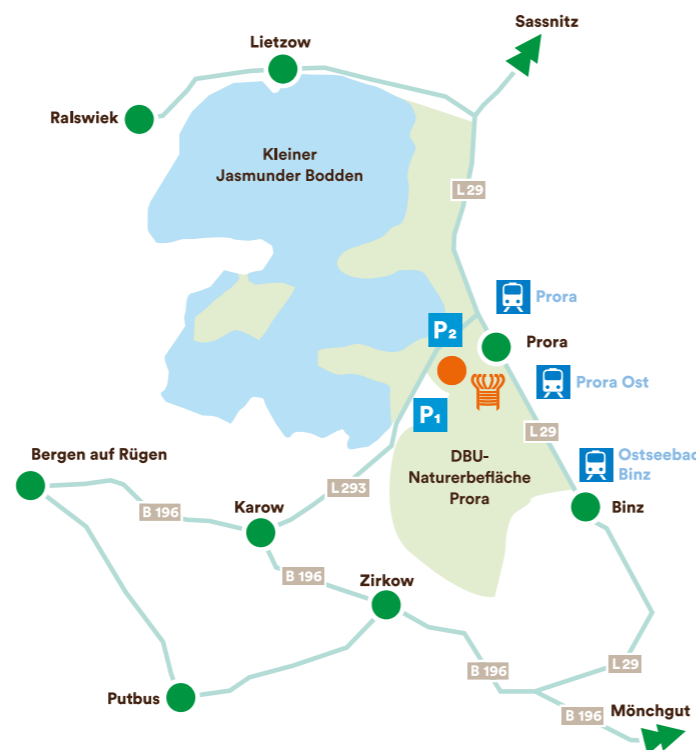 Sassnitz
Lietzow
Ralswiek
Kleiner
Jasmunder Bodden
L 29
Prora
P2
Prora
Prora Ost
P1
L 29
Bergen auf Rügen
DBU-
Naturerbefläche
Prora
Ostseebad
Binz
L 293
B 196
Karow
Binz
B 196
Zirkow
L 29
B 196
Putbus
B 196
Mönchgut